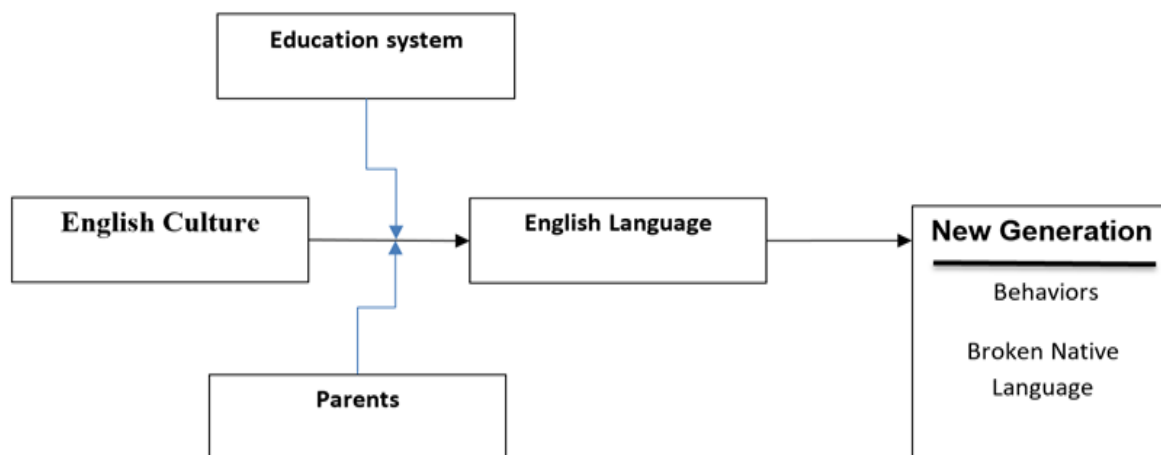 Education system
English Culture
English Language
New Generation
Behaviors
Broken Native
Language
Parents